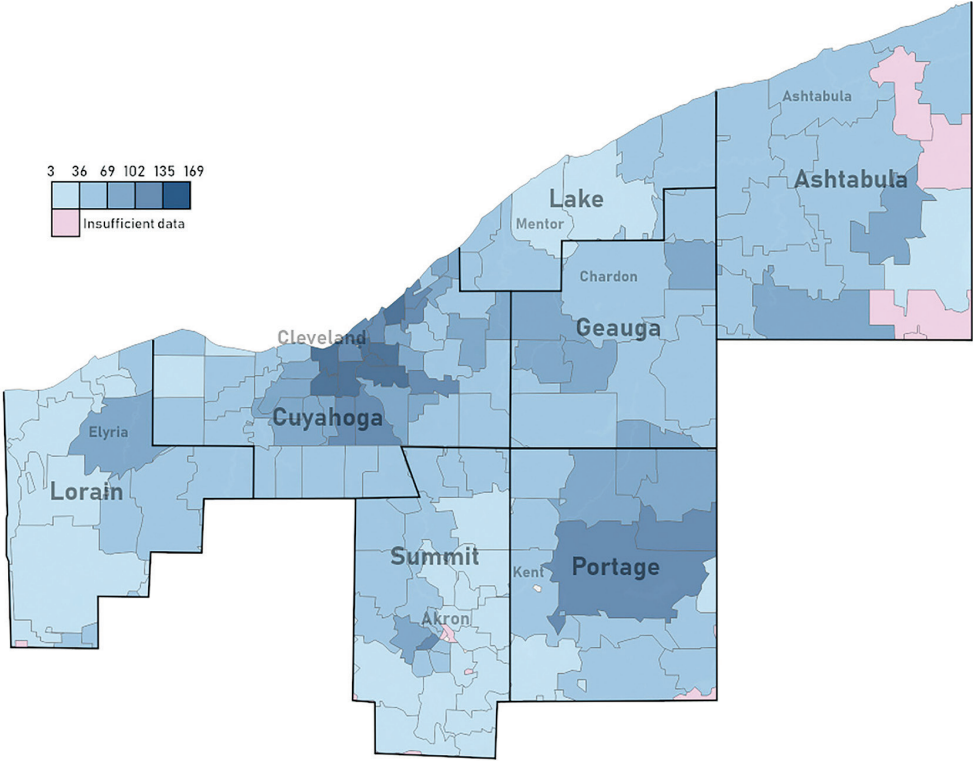 Ashtabula
3 36 69 102 135 169
Ashtabula
Lake
Insufficient data
Mentor
Chardon
Geauga
Cleveland
Cuyahoga
Elyria
Lorain
Summit
Kent
Portage
Akron